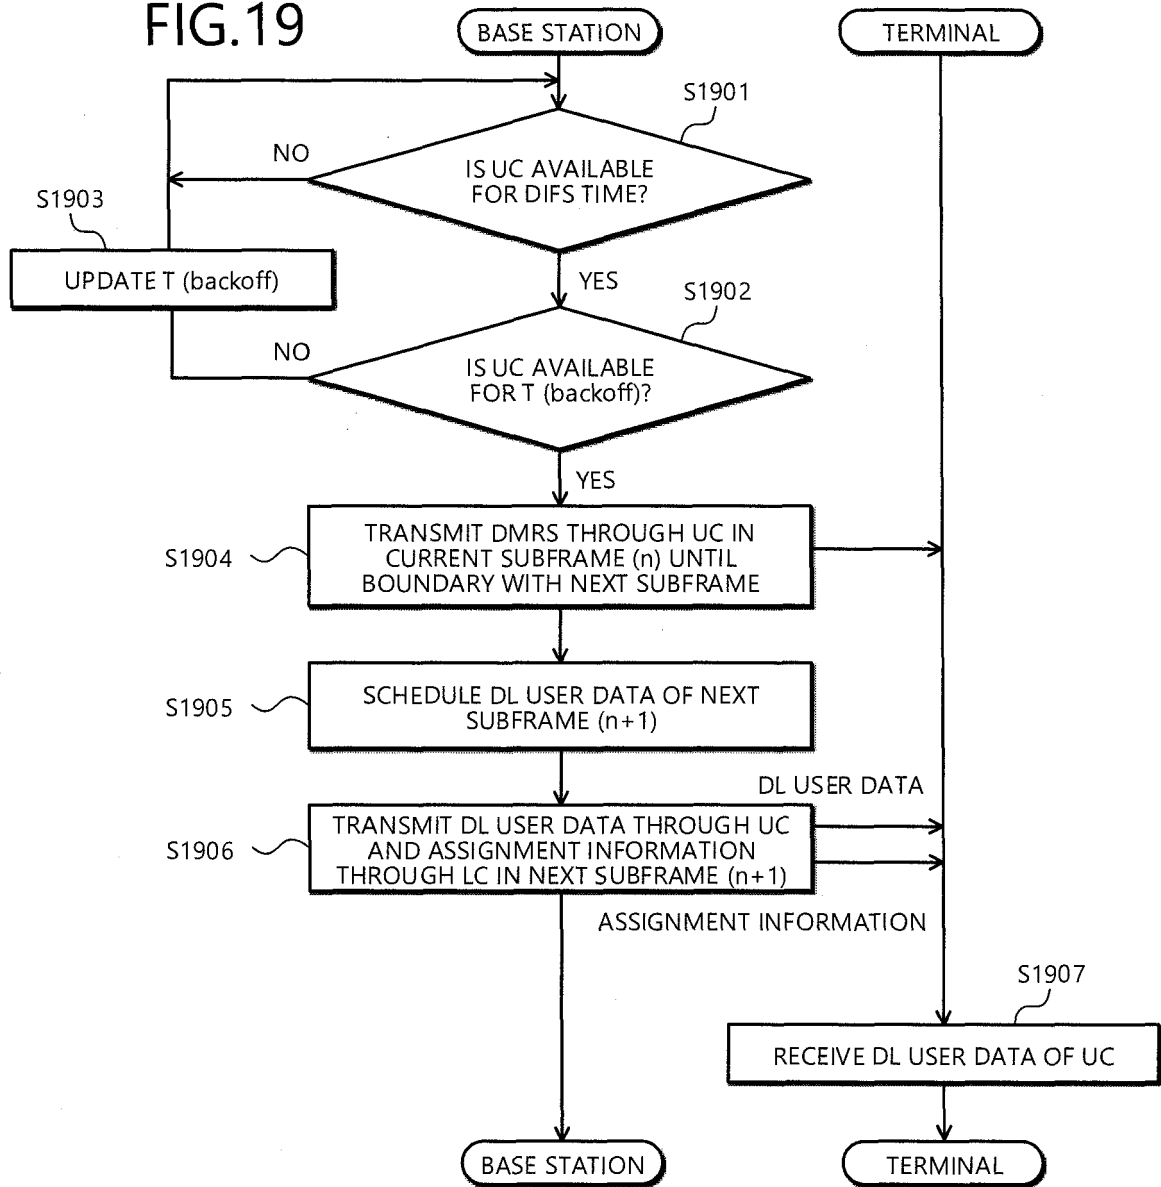 FIG.19
BASE STATION
TERMINAL
S1901
IS UC AVAILABLE
FOR DIFS TIME?
NO
YES
S1903
UPDATE T (backoff)
S1902
IS UC AVAILABLE
FOR T (backoff)?
NO
YES
S1904
TRANSMIT DMRS THROUGH UC IN
CURRENT SUBFRAME (n) UNTIL
BOUNDARY WITH NEXT SUBFRAME
S1905
SCHEDULE DL USER DATA OF NEXT
SUBFRAME (n+1)
DL USER DATA
S1906
TRANSMIT DL USER DATA THROUGH UC
AND ASSIGNMENT INFORMATION
THROUGH LC IN NEXT SUBFRAME (n+1)
ASSIGNMENT INFORMATION
S1907
RECEIVE DL USER DATA OF UC
BASE STATION
TERMINAL